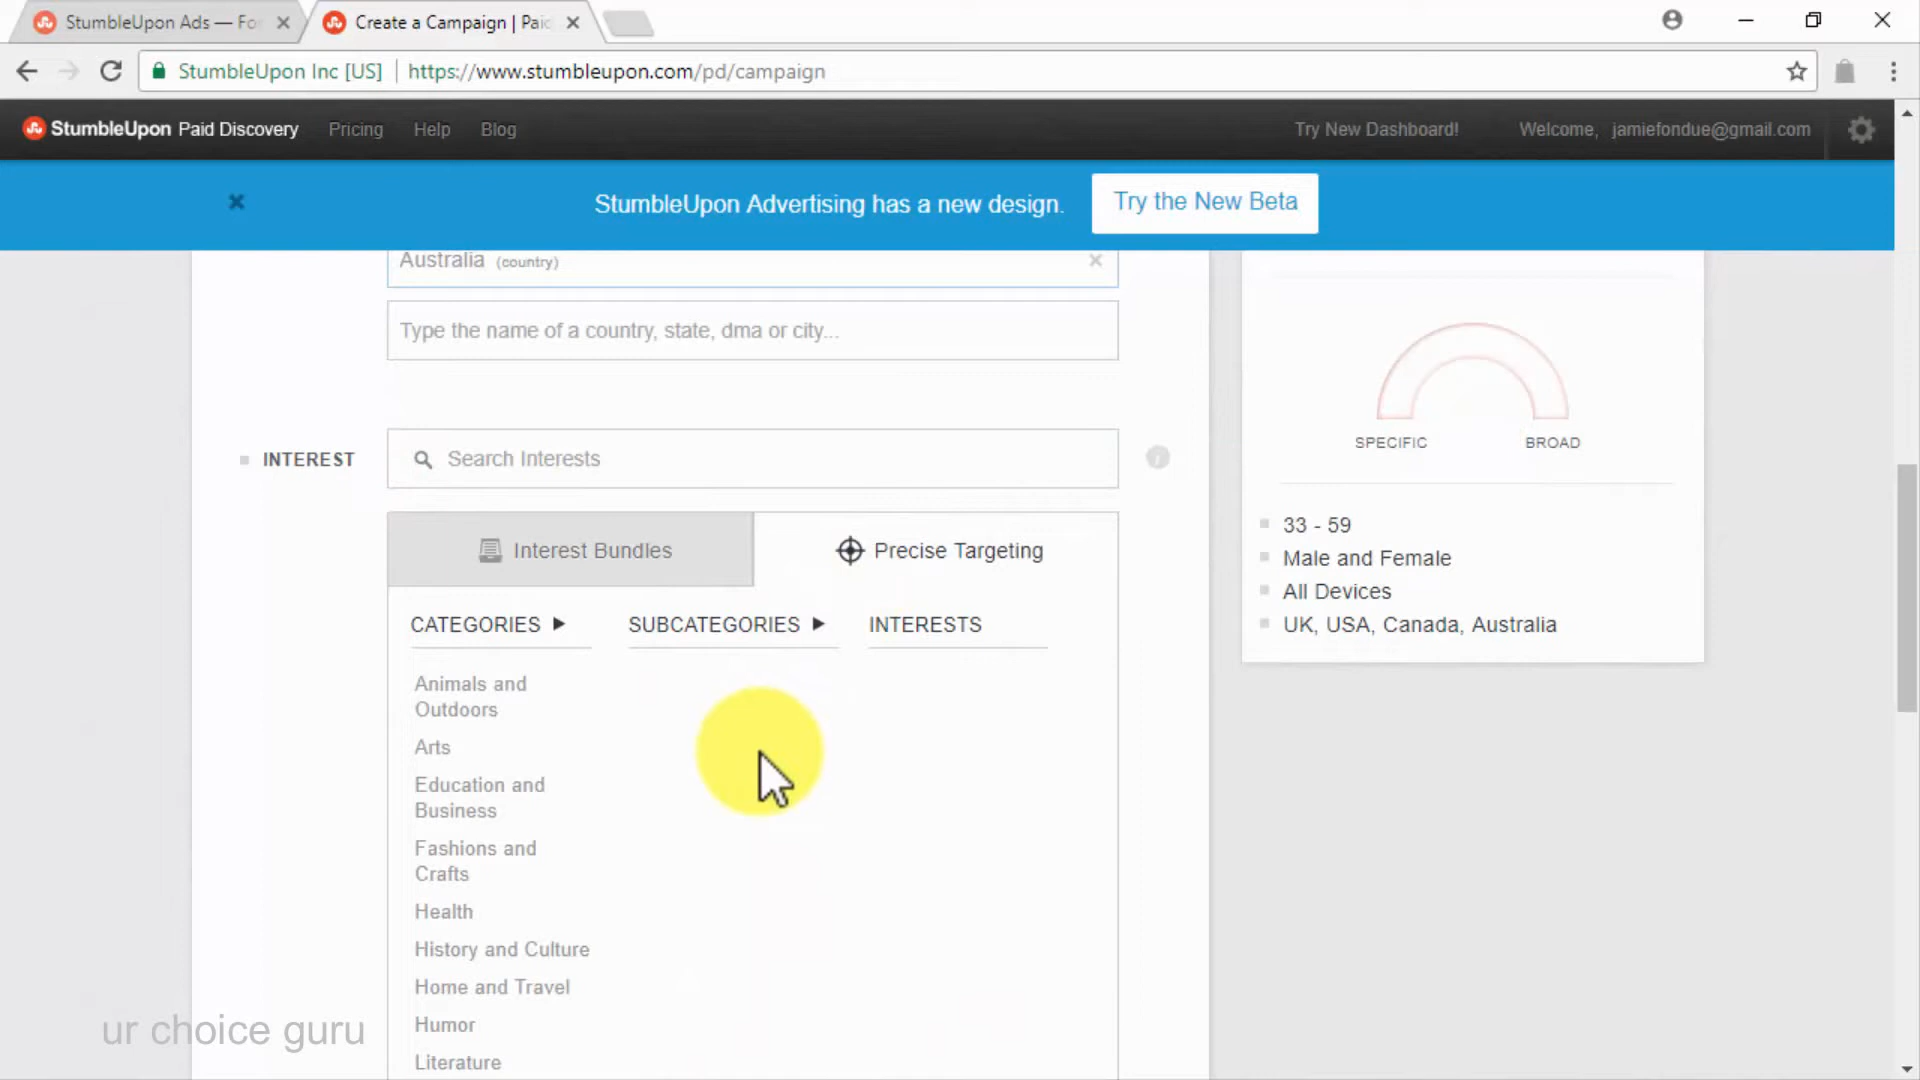 StumbleUpon Ads — Fo
Create a Campaign | Paid
StumbleUpon Inc [US] https://www.stumbleupon.com/pd/campaign
StumbleUpon Paid Discovery Pricing Help Blog Try New Dashboard! Welcome, jamiefondue@gmail.com
StumbleUpon Advertising has a new design. Try the New Beta
Australia (country)
Type the name of a country, state, dma or city...
SPECIFIC BROAD
INTEREST Search Interests
33 - 59
Male and Female
All Devices
UK, USA, Canada, Australia
Interest Bundles Precise Targeting
CATEGORIES SUBCATEGORIES INTERESTS
Animals and
Outdoors
Arts
Education and
Business
Fashions and
Crafts
Health
History and Culture
Home and Travel
Humor
Literature
ur choice guru